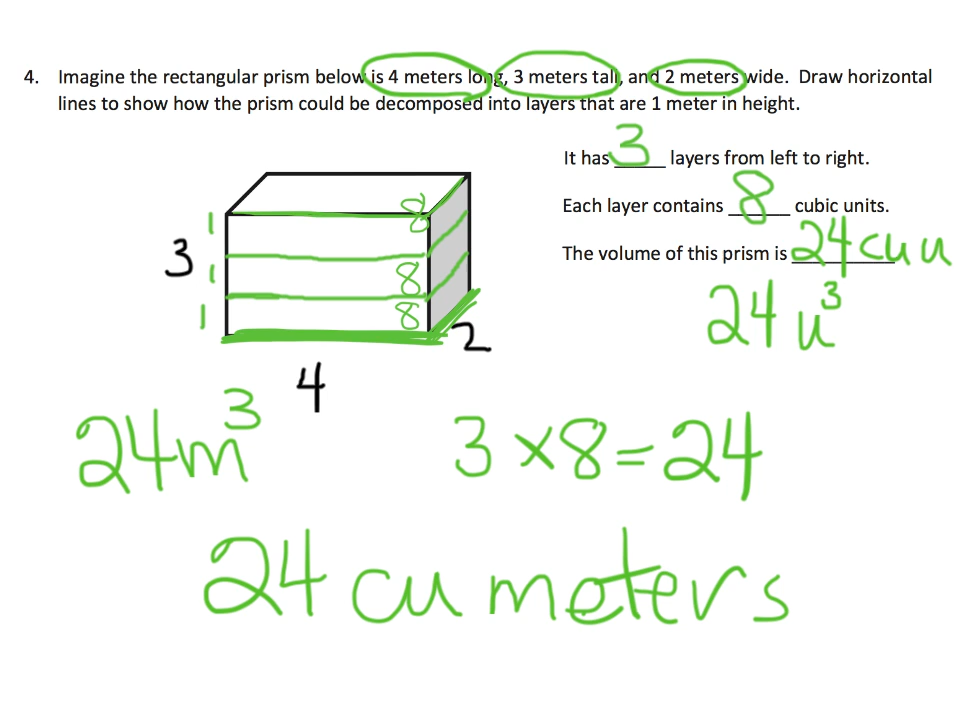 4. Imagine the rectangular prism below is 4 meters long, 3 meters tall, and 2 meters wide. Draw horizontal
lines to show how the prism could be decomposed into layers that are 1 meter in height.
It has 3 layers from left to right.
Each layer contains 8 cubic units.
The volume of this prism is 24 cu u
24 u³
1
8
3
1
8
1
8
2
4
24m³
3 × 8 = 24
24 cu meters